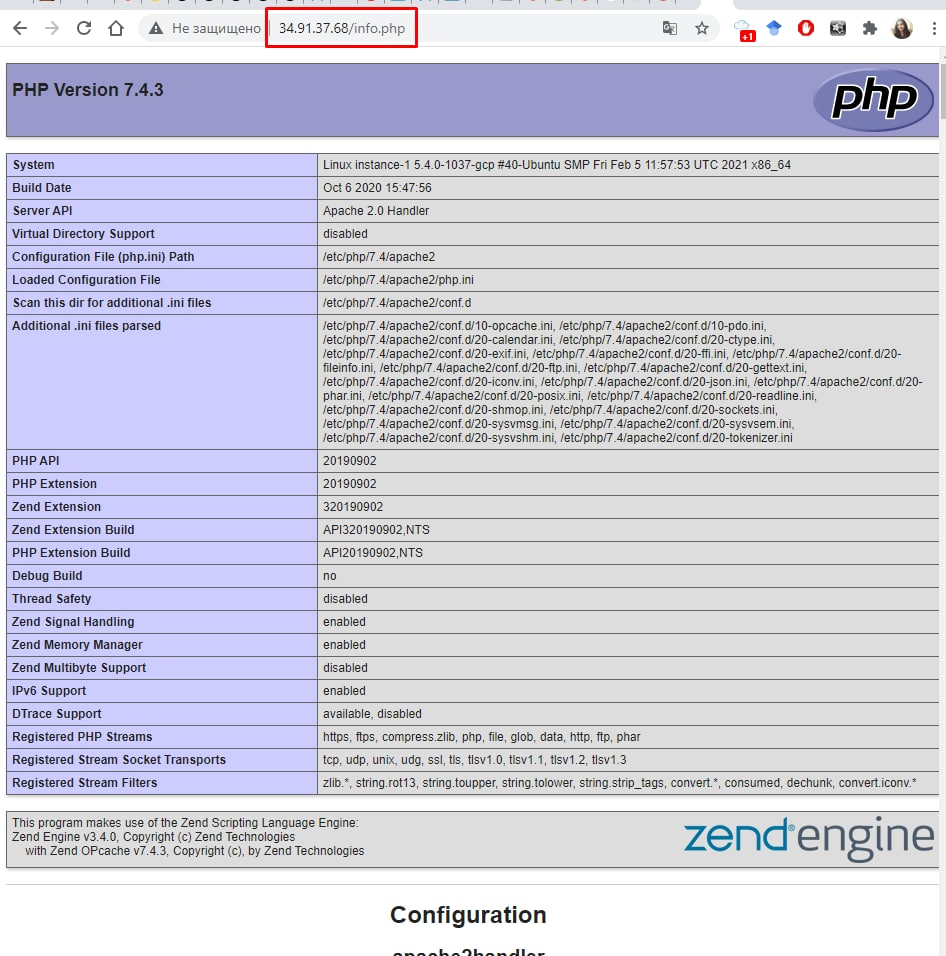 Не защищено
34.91.37.68/info.php
+1
PHP Version 7.4.3
php
System Linux instance-1 5.4.0-1037-gcp #40-Ubuntu SMP Fri Feb 5 11:57:53 UTC 2021 x86_64
Build Date Oct 6 2020 15:47:56
Server API Apache 2.0 Handler
Virtual Directory Support disabled
Configuration File (php.ini) Path /etc/php/7.4/apache2
Loaded Configuration File /etc/php/7.4/apache2/php.ini
Scan this dir for additional .ini files /etc/php/7.4/apache2/conf.d
Additional .ini files parsed /etc/php/7.4/apache2/conf.d/10-opcache.ini, /etc/php/7.4/apache2/conf.d/10-pdo.ini,
/etc/php/7.4/apache2/conf.d/20-calendar.ini, /etc/php/7.4/apache2/conf.d/20-ctype.ini,
/etc/php/7.4/apache2/conf.d/20-exif.ini, /etc/php/7.4/apache2/conf.d/20-ffi.ini, /etc/php/7.4/apache2/conf.d/20-
fileinfo.ini, /etc/php/7.4/apache2/conf.d/20-ftp.ini, /etc/php/7.4/apache2/conf.d/20-gettext.ini,
/etc/php/7.4/apache2/conf.d/20-iconv.ini, /etc/php/7.4/apache2/conf.d/20-json.ini, /etc/php/7.4/apache2/conf.d/20-
phar.ini, /etc/php/7.4/apache2/conf.d/20-posix.ini, /etc/php/7.4/apache2/conf.d/20-readline.ini,
/etc/php/7.4/apache2/conf.d/20-shmop.ini, /etc/php/7.4/apache2/conf.d/20-sockets.ini,
/etc/php/7.4/apache2/conf.d/20-sysvmsg.ini, /etc/php/7.4/apache2/conf.d/20-sysvsem.ini,
/etc/php/7.4/apache2/conf.d/20-sysvshm.ini, /etc/php/7.4/apache2/conf.d/20-tokenizer.ini
PHP API 20190902
PHP Extension 20190902
Zend Extension 320190902
Zend Extension Build API320190902,NTS
PHP Extension Build API20190902,NTS
Debug Build no
Thread Safety disabled
Zend Signal Handling enabled
Zend Memory Manager enabled
Zend Multibyte Support disabled
IPv6 Support enabled
DTrace Support available, disabled
Registered PHP Streams https, ftps, compress.zlib, php, file, glob, data, http, ftp, phar
Registered Stream Socket Transports tcp, udp, unix, udg, ssl, tls, tlsv1.0, tlsv1.1, tlsv1.2, tlsv1.3
Registered Stream Filters zlib.*, string.rot13, string.toupper, string.tolower, string.strip_tags, convert.*, consumed, dechunk, convert.iconv.*
This program makes use of the Zend Scripting Language Engine:
Zend Engine v3.4.0, Copyright (c) Zend Technologies
with Zend OPcache v7.4.3, Copyright (c), by Zend Technologies
zend® engine
Configuration
apache2handler